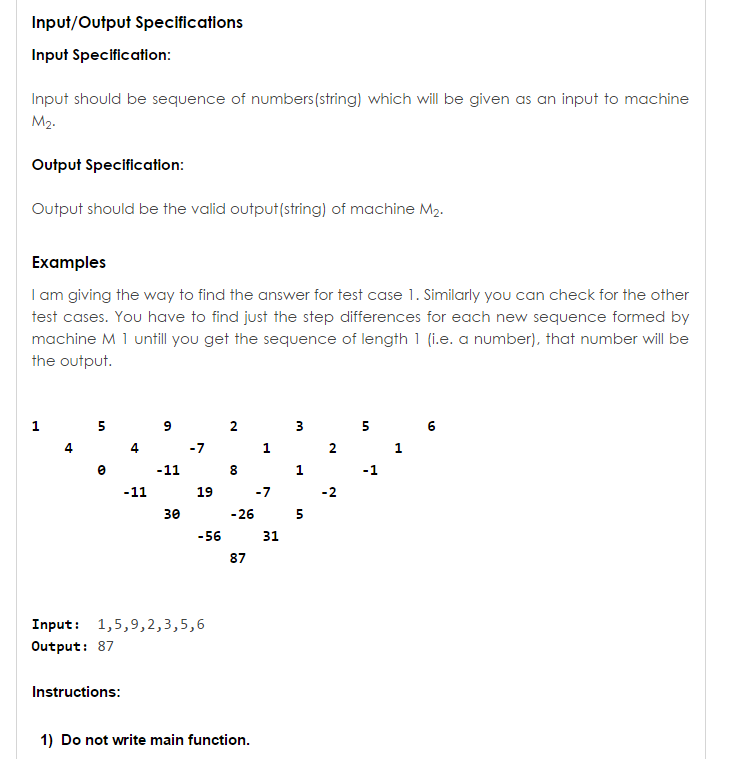 Input/Output Specifications
Input Specification:
Input should be sequence of numbers(string) which will be given as an input to machine
M₂.
Output Specification:
Output should be the valid output(string) of machine M₂.
Examples
I am giving the way to find the answer for test case 1. Similarly you can check for the other
test cases. You have to find just the step differences for each new sequence formed by
machine M 1 untill you get the sequence of length 1 (i.e. a number), that number will be
the output.
1 5 9 2 3 5 6
4 4 -7 1 2 1
0 -11 8 1 -1
-11 19 -7 -2
30 -26 5
-56 31
87
Input: 1,5,9,2,3,5,6
Output: 87
Instructions:
1) Do not write main function.